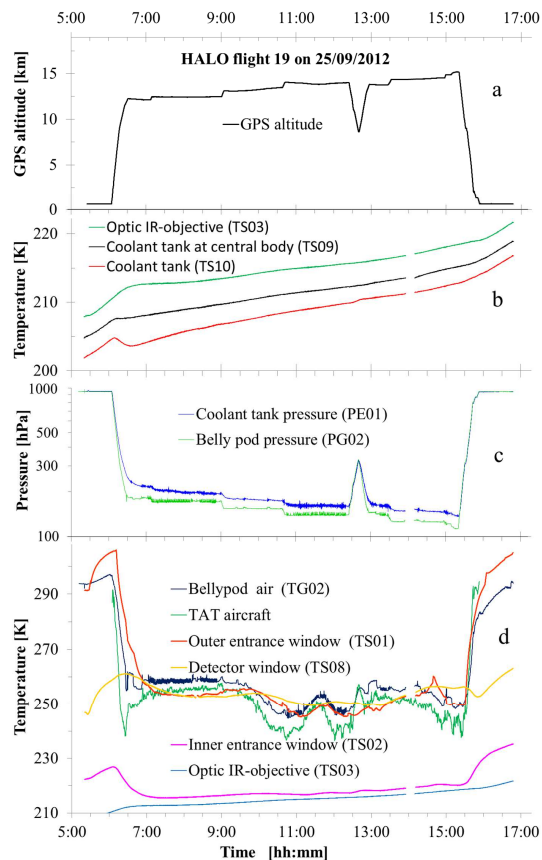 5:00 7:00 9:00 11:00 13:00 15:00 17:00
HALO flight 19 on 25/09/2012
GPS altitude [km]
15
10
5
0
a
GPS altitude
Temperature [K]
220
210
200
Optic IR-objective (TS03)
Coolant tank at central body (TS09)
Coolant tank (TS10)
b
Pressure [hPa]
1000
500
300
100
Coolant tank pressure (PE01)
Belly pod pressure (PG02)
c
Temperature [K]
290
270
250
230
210
Bellypod air (TG02)
TAT aircraft
Outer entrance window (TS01)
Detector window (TS08)
d
Inner entrance window (TS02)
Optic IR-objective (TS03)
5:00 7:00 9:00 11:00 13:00 15:00 17:00
Time [hh:mm]